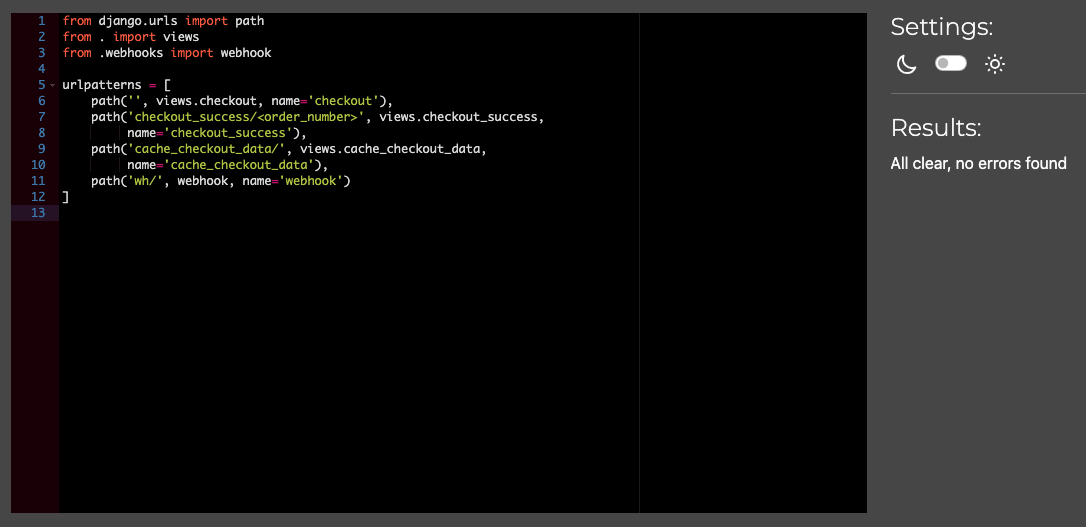 1 from django.urls import path
2 from . import views
3 from .webhooks import webhook
4
5 urlpatterns = [
6     path('', views.checkout, name='checkout'),
7     path('checkout_success/<order_number>', views.checkout_success,
8          name='checkout_success'),
9     path('cache_checkout_data/', views.cache_checkout_data,
10         name='cache_checkout_data'),
11    path('wh/', webhook, name='webhook')
12 ]
13
Settings:
Results:
All clear, no errors found